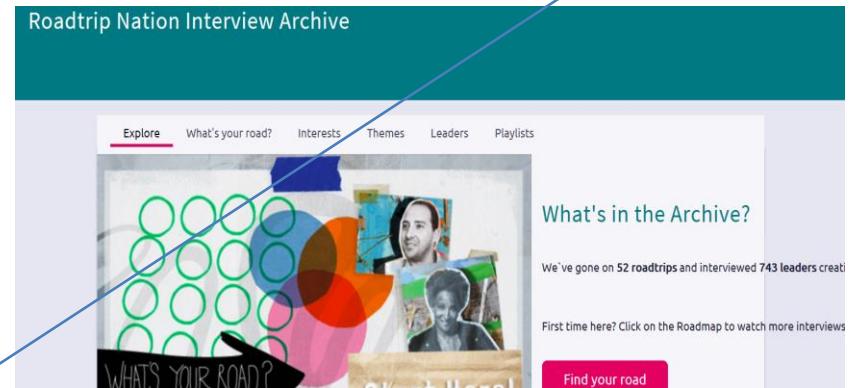 Roadtrip Nation Interview Archive
Explore What's your road? Interests Themes Leaders Playlists
What's in the Archive?
We've gone on 52 roadtrips and interviewed 743 leaders creati
First time here? Click on the Roadmap to watch more interviews
WHAT'S YOUR ROAD?
Start Here!
Find your road